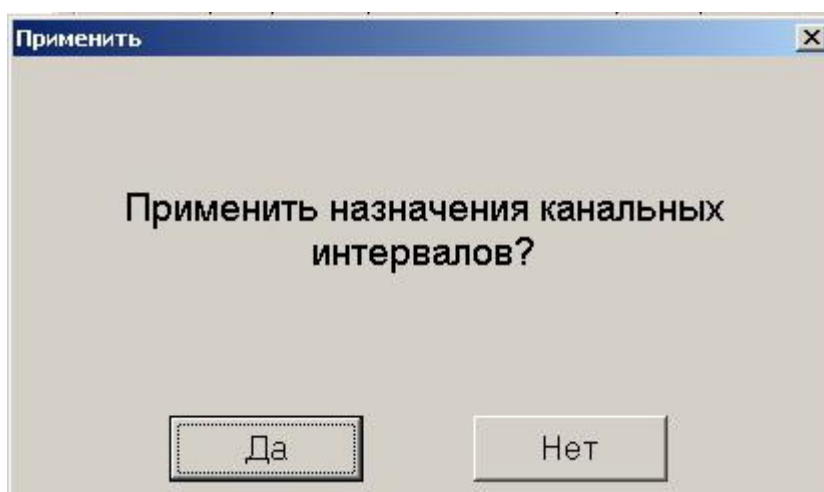 Применить
Применить назначения канальных
интервалов?
Да
Нет